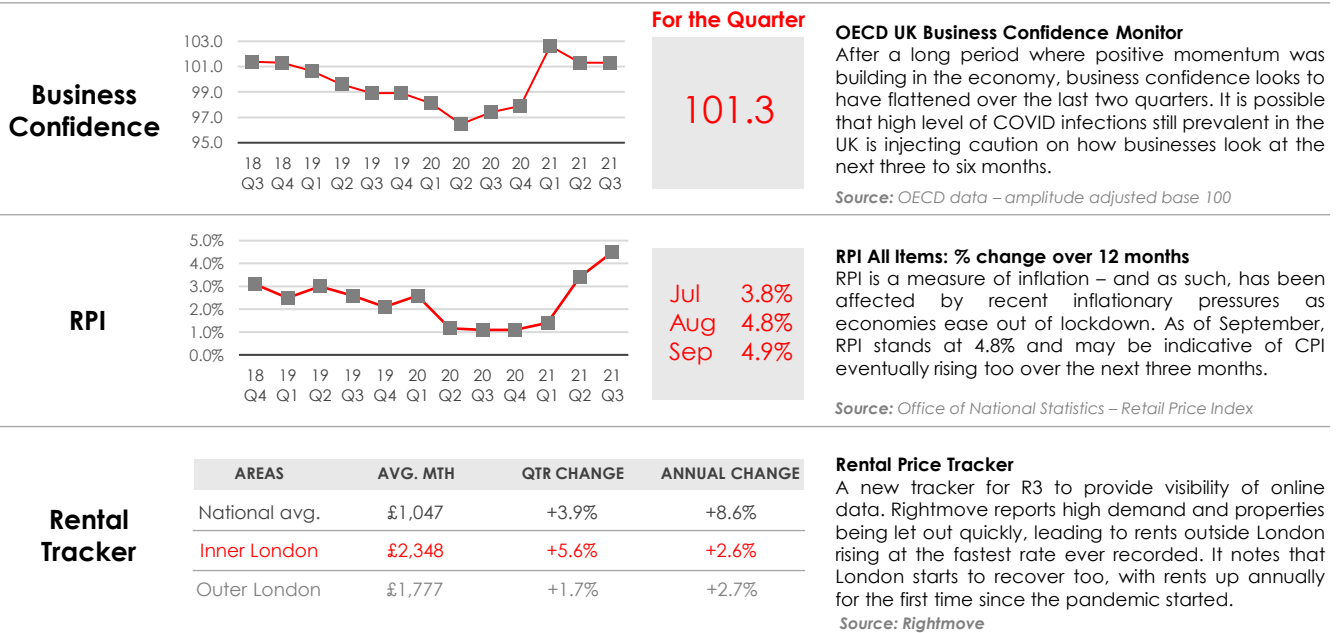 For the Quarter
Business
Confidence
103.0
101.0
99.0
97.0
95.0
18 18 19 19 19 19 20 20 20 20 21 21 21
Q3 Q4 Q1 Q2 Q3 Q4 Q1 Q2 Q3 Q4 Q1 Q2 Q3
101.3
OECD UK Business Confidence Monitor
After a long period where positive momentum was
building in the economy, business confidence looks to
have flattened over the last two quarters. It is possible
that high level of COVID infections still prevalent in the
UK is injecting caution on how businesses look at the
next three to six months.
Source: OECD data – amplitude adjusted base 100
RPI
5.0%
4.0%
3.0%
2.0%
1.0%
0.0%
18 19 19 19 19 20 20 20 20 21 21 21
Q4 Q1 Q2 Q3 Q4 Q1 Q2 Q3 Q4 Q1 Q2 Q3
Jul 3.8%
Aug 4.8%
Sep 4.9%
RPI All Items: % change over 12 months
RPI is a measure of inflation – and as such, has been
affected by recent inflationary pressures as
economies ease out of lockdown. As of September,
RPI stands at 4.8% and may be indicative of CPI
eventually rising too over the next three months.
Source: Office of National Statistics – Retail Price Index
Rental
Tracker
AREAS AVG. MTH QTR CHANGE ANNUAL CHANGE
National avg. £1,047 +3.9% +8.6%
Inner London £2,348 +5.6% +2.6%
Outer London £1,777 +1.7% +2.7%
Rental Price Tracker
A new tracker for R3 to provide visibility of online
data. Rightmove reports high demand and properties
being let out quickly, leading to rents outside London
rising at the fastest rate ever recorded. It notes that
London starts to recover too, with rents up annually
for the first time since the pandemic started.
Source: Rightmove